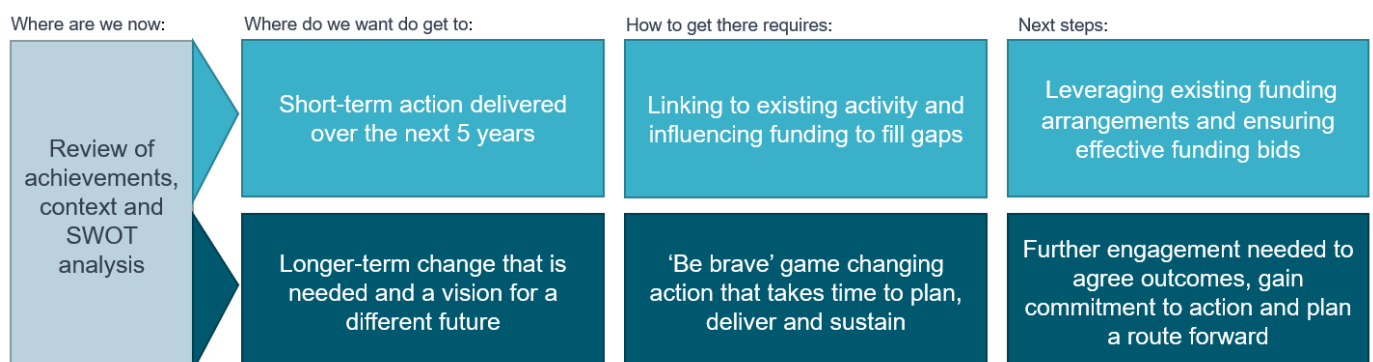 Where are we now:
Where do we want do get to:
How to get there requires:
Next steps:
Review of
achievements,
context and
SWOT
analysis
Short-term action delivered
over the next 5 years
Linking to existing activity and
influencing funding to fill gaps
Leveraging existing funding
arrangements and ensuring
effective funding bids
Longer-term change that is
needed and a vision for a
different future
‘Be brave’ game changing
action that takes time to plan,
deliver and sustain
Further engagement needed to
agree outcomes, gain
commitment to action and plan
a route forward